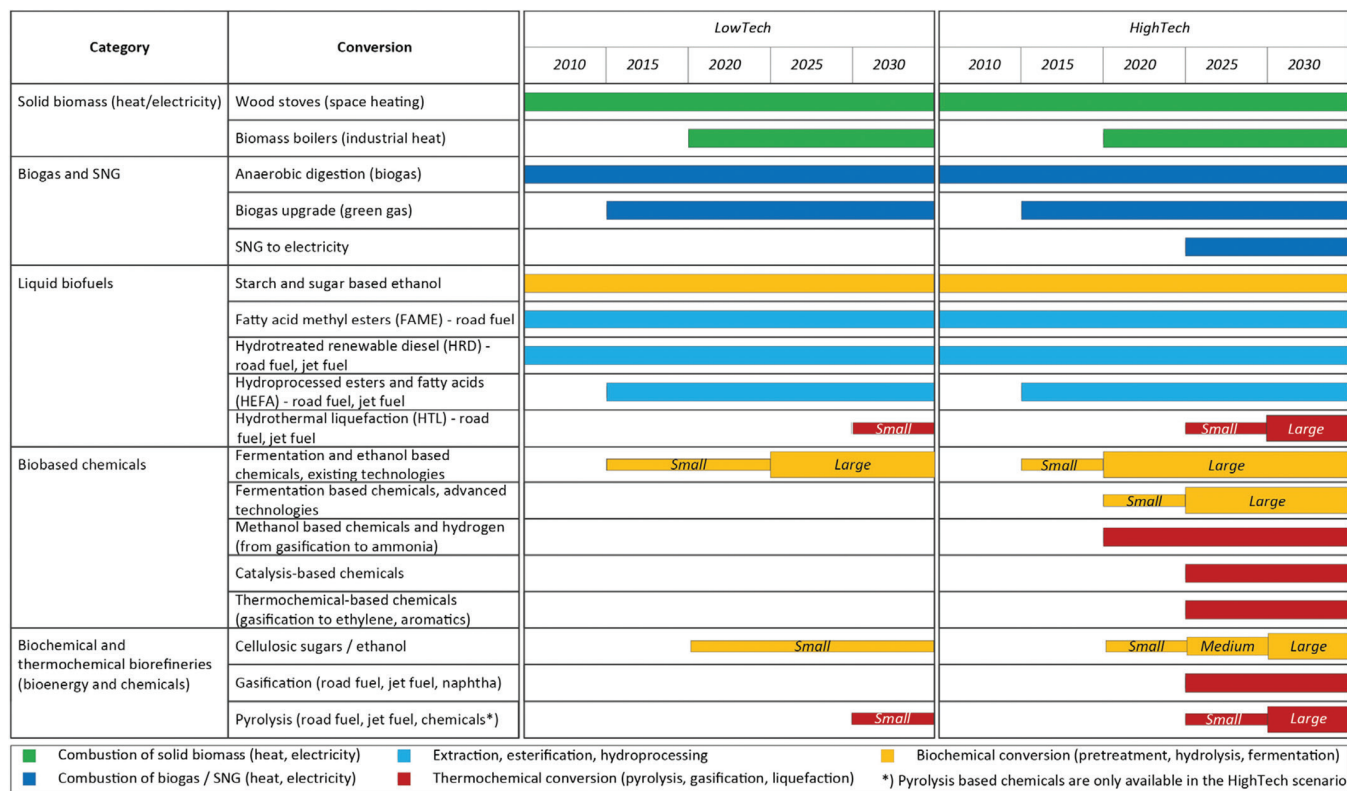 Category
Conversion
LowTech
HighTech
2010 2015 2020 2025 2030
2010 2015 2020 2025 2030
Solid biomass (heat/electricity)
Wood stoves (space heating)
Biomass boilers (industrial heat)
Biogas and SNG
Anaerobic digestion (biogas)
Biogas upgrade (green gas)
SNG to electricity
Liquid biofuels
Starch and sugar based ethanol
Fatty acid methyl esters (FAME) - road fuel
Hydrotreated renewable diesel (HRD) -
road fuel, jet fuel
Hydroprocessed esters and fatty acids
(HEFA) - road fuel, jet fuel
Hydrothermal liquefaction (HTL) - road
fuel, jet fuel
Small
Small
Large
Biobased chemicals
Fermentation and ethanol based
chemicals, existing technologies
Small
Large
Small
Large
Fermentation based chemicals, advanced
technologies
Small
Large
Methanol based chemicals and hydrogen
(from gasification to ammonia)
Catalysis-based chemicals
Thermochemical-based chemicals
(gasification to ethylene, aromatics)
Biochemical and
thermochemical biorefineries
(bioenergy and chemicals)
Cellulosic sugars / ethanol
Small
Small
Medium
Large
Gasification (road fuel, jet fuel, naphtha)
Pyrolysis (road fuel, jet fuel, chemicals*)
Small
Small
Large
Combustion of solid biomass (heat, electricity)
Extraction, esterification, hydroprocessing
Biochemical conversion (pretreatment, hydrolysis, fermentation)
Combustion of biogas / SNG (heat, electricity)
Thermochemical conversion (pyrolysis, gasification, liquefaction)
*) Pyrolysis based chemicals are only available in the HighTech scenario